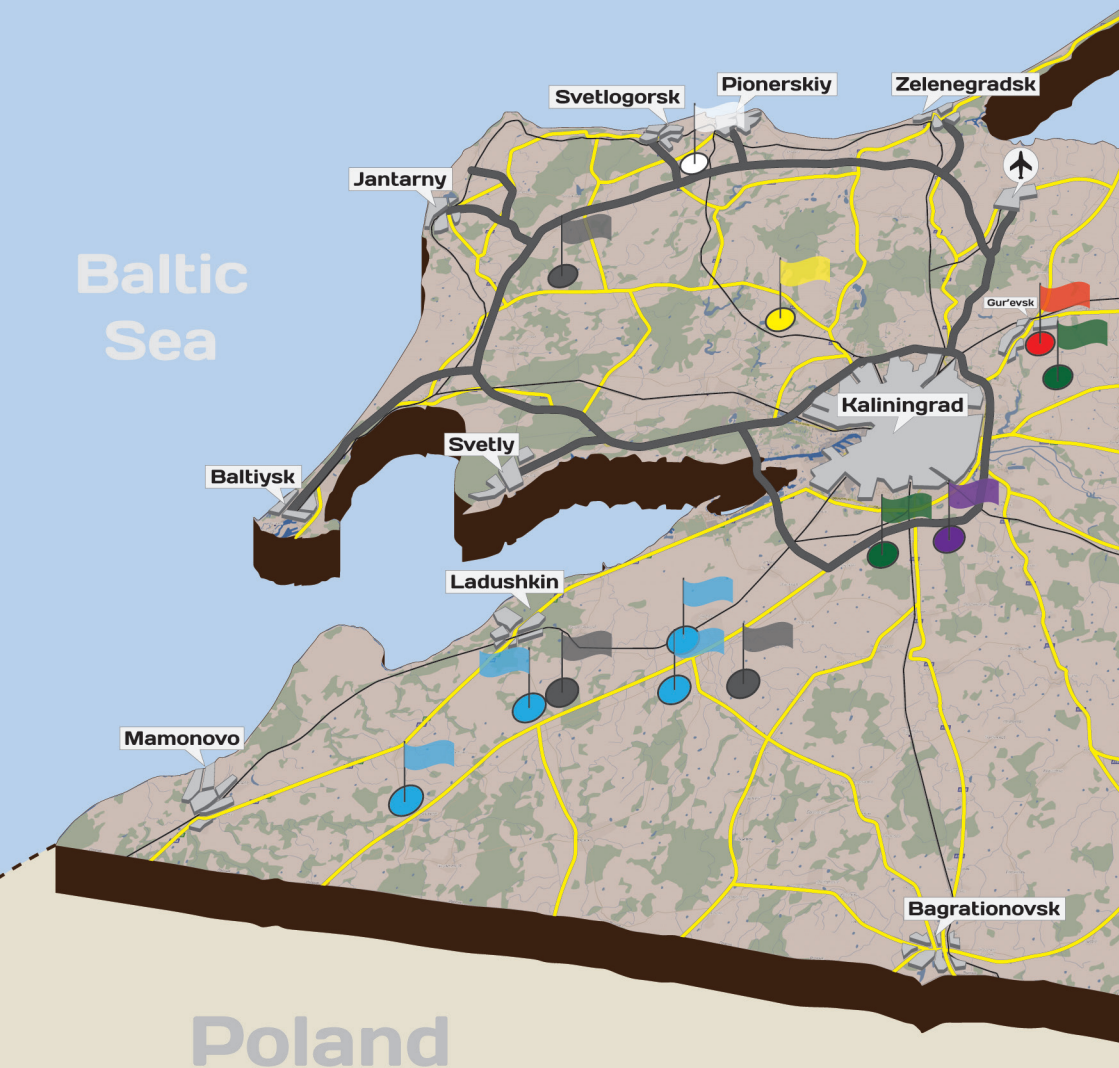 Pionerskiy
Zelenegradsk
Svetlogorsk
Jantarny
Baltic
Sea
Gur'evsk
Kaliningrad
Svetly
Baltiysk
Ladushkin
Mamonovo
Bagrationovsk
Poland